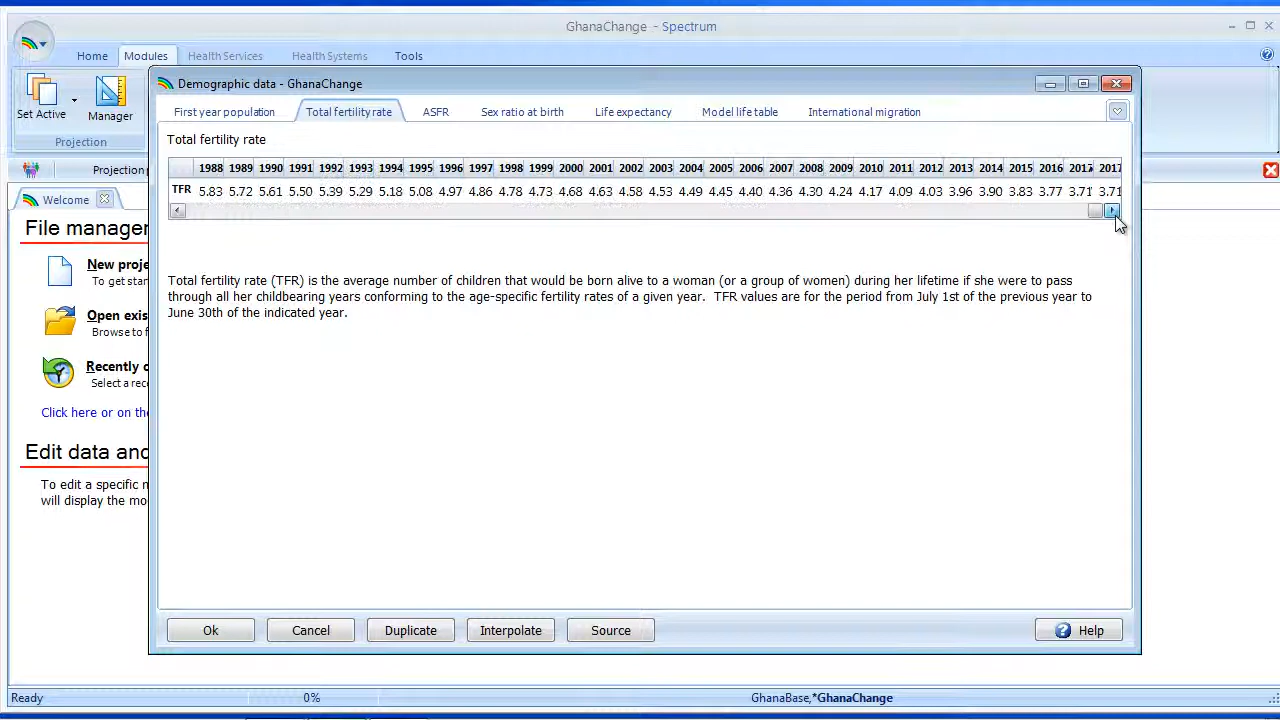 GhanaChange - Spectrum
Home Modules Health Services Health Systems Tools
Set Active
Manager
Projection
Projection
Demographic data - GhanaChange
First year population Total fertility rate ASFR Sex ratio at birth Life expectancy Model life table International migration
Total fertility rate
1988 1989 1990 1991 1992 1993 1994 1995 1996 1997 1998 1999 2000 2001 2002 2003 2004 2005 2006 2007 2008 2009 2010 2011 2012 2013 2014 2015 2016 2017 2017
TFR 5.83 5.72 5.61 5.50 5.39 5.29 5.18 5.08 4.97 4.86 4.78 4.73 4.68 4.63 4.58 4.53 4.49 4.45 4.40 4.36 4.30 4.24 4.17 4.09 4.03 3.96 3.90 3.83 3.77 3.71 3.71
Total fertility rate (TFR) is the average number of children that would be born alive to a woman (or a group of women) during her lifetime if she were to pass
through all her childbearing years conforming to the age-specific fertility rates of a given year. TFR values are for the period from July 1st of the previous year to
June 30th of the indicated year.
Ok Cancel Duplicate Interpolate Source Help
Welcome
File manager
New proje
To get star
Open exis
Browse to f
Recently o
Select a rece
Click here or on the
Edit data and
To edit a specific m
will display the mo
Ready 0% GhanaBase,*GhanaChange